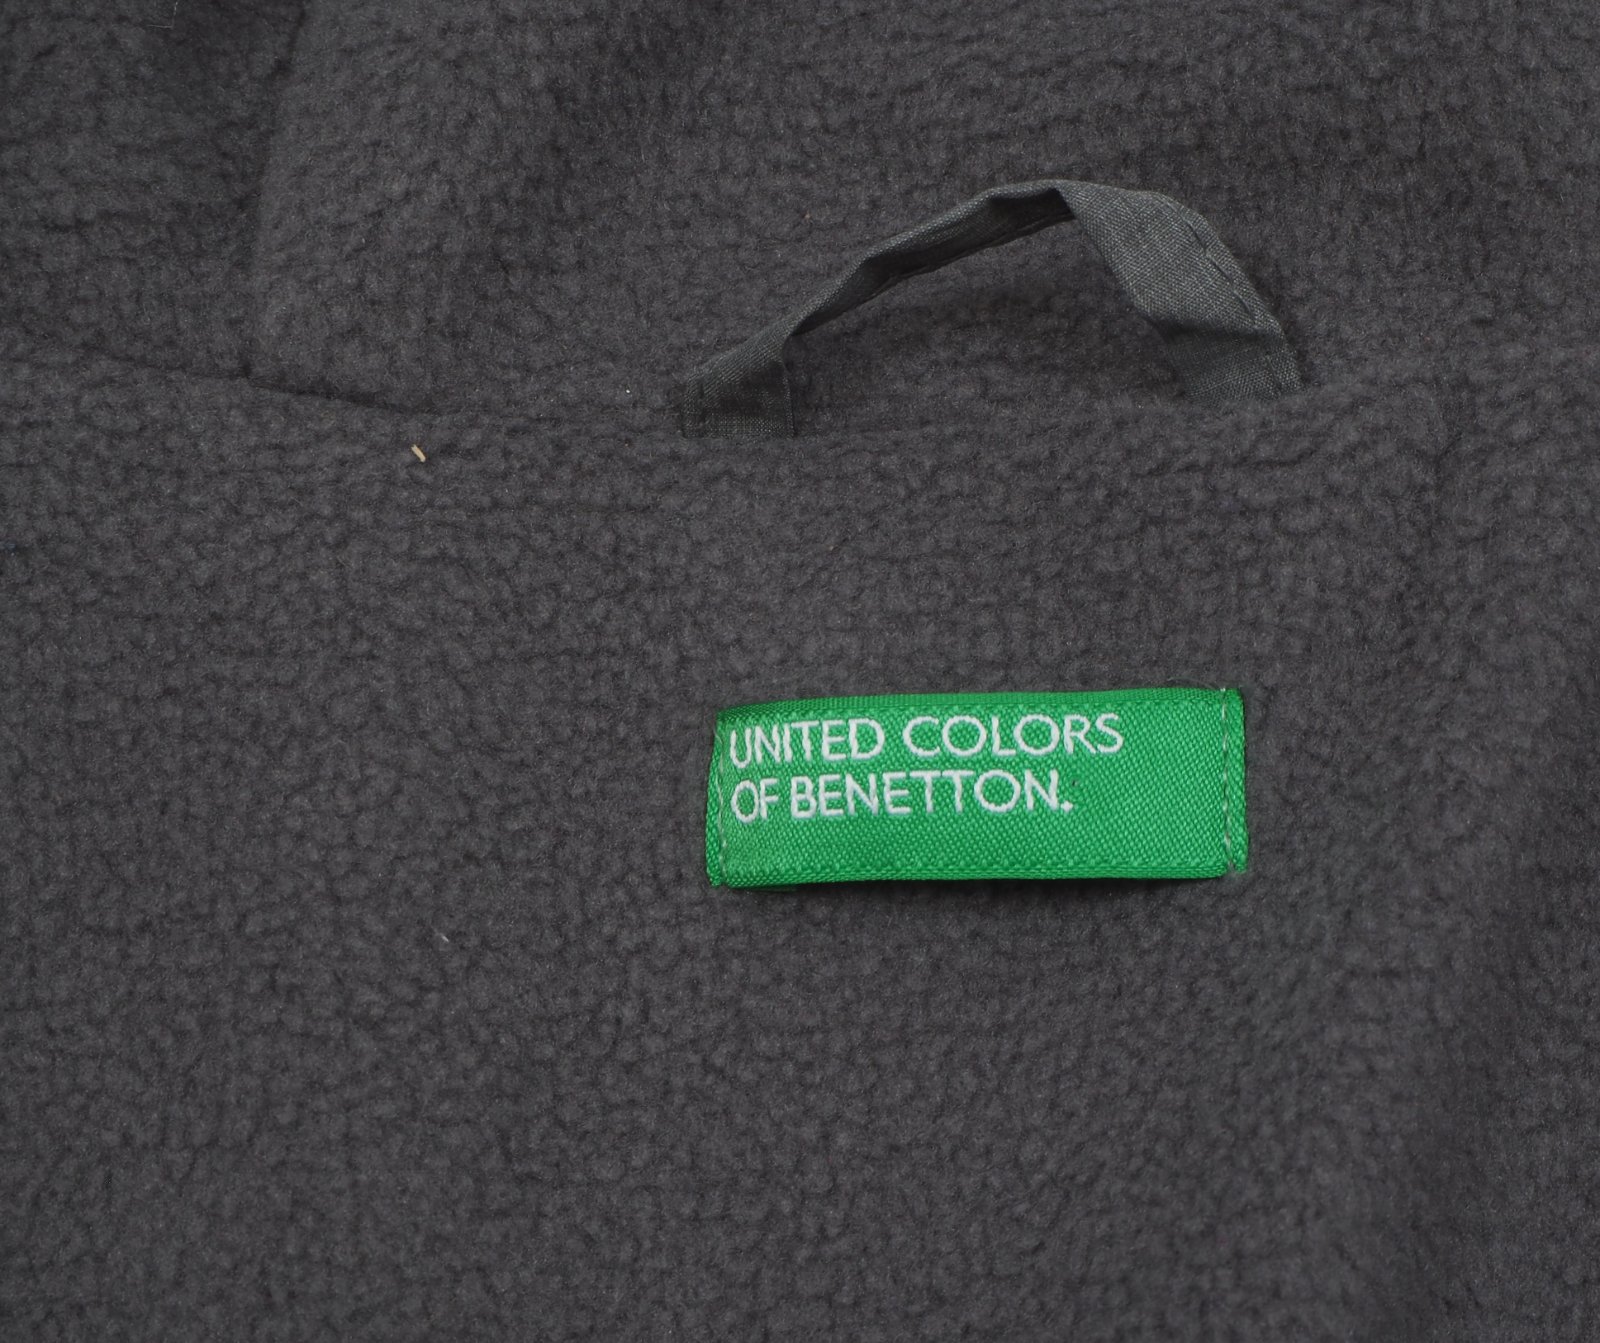 UNITED COLORS
OF BENETTON.